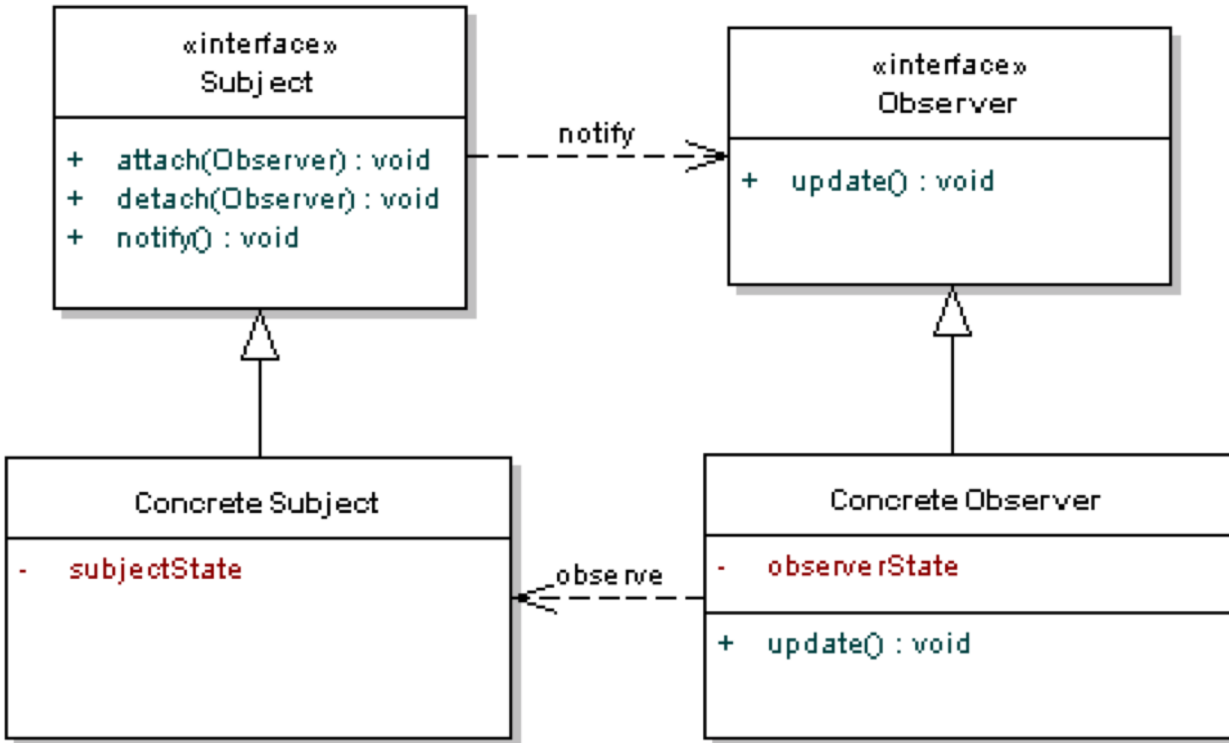 «interface»
Subject
+ attach(Observer) : void
+ detach(Observer) : void
+ notify() : void
notify
«interface»
Observer
+ update() : void
Concrete Subject
- subjectState
observe
Concrete Observer
- observerState
+ update() : void